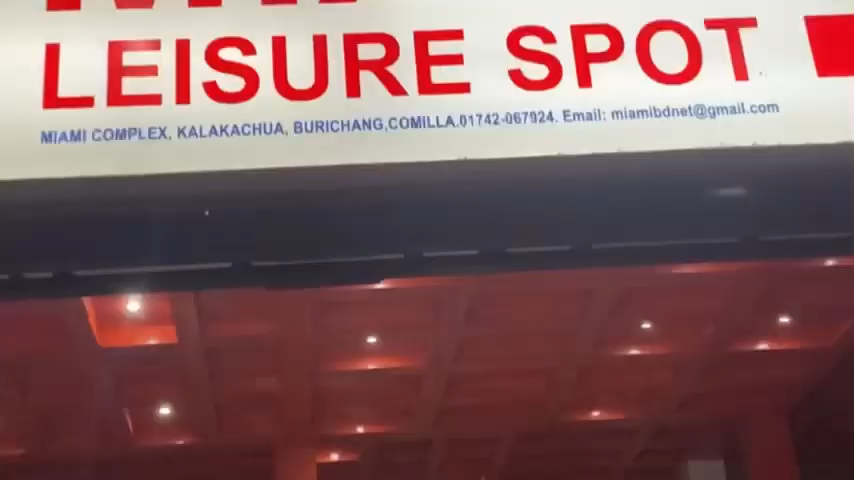 LEISURE SPOT
MIAMI COMPLEX, KALAKACHUA, BURICHANG,COMILLA.01742-067924. Email: miamibdnet@gmail.com